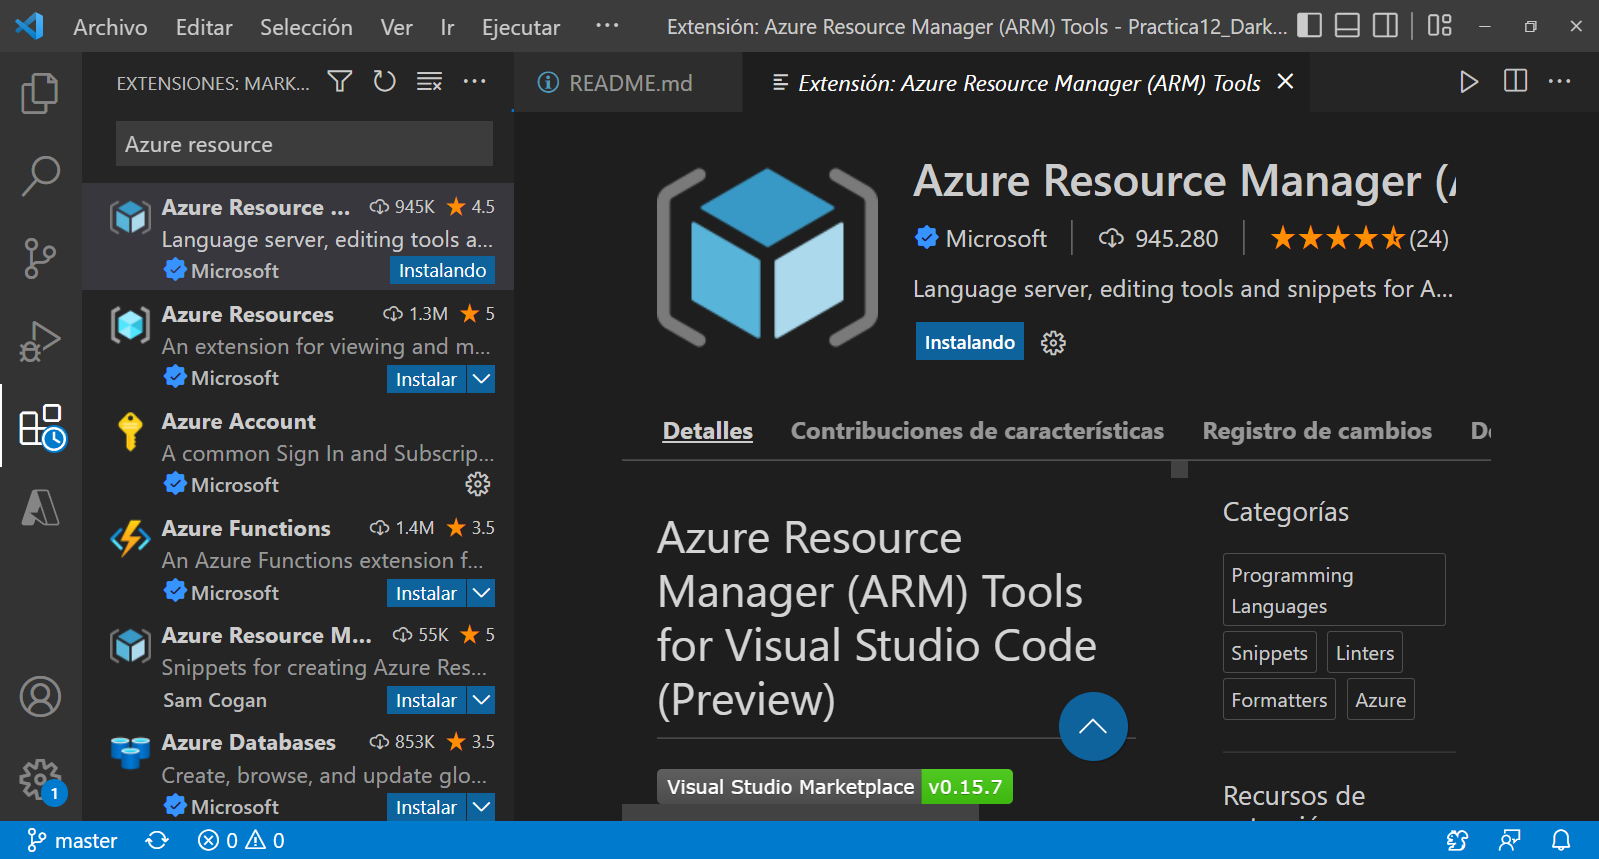 Archivo Editar Selección Ver Ir Ejecutar ··· Extensión: Azure Resource Manager (ARM) Tools - Practica12_Dark...
EXTENSIONES: MARK...
README.md
Extensión: Azure Resource Manager (ARM) Tools
Azure resource
Azure Resource ... 945K 4.5
Language server, editing tools a...
Microsoft Instalando
Azure Resources 1.3M 5
An extension for viewing and m...
Microsoft Instalar
Azure Account
A common Sign In and Subscrip...
Microsoft
Azure Functions 1.4M 3.5
An Azure Functions extension f...
Microsoft Instalar
Azure Resource M... 55K 5
Snippets for creating Azure Res...
Sam Cogan Instalar
Azure Databases 853K 3.5
Create, browse, and update glo...
Microsoft Instalar
Azure Resource Manager (
Microsoft 945.280 (24)
Language server, editing tools and snippets for A...
Instalando
Detalles Contribuciones de características Registro de cambios
Azure Resource
Manager (ARM) Tools
for Visual Studio Code
(Preview)
Visual Studio Marketplace v0.15.7
Categorías
Programming
Languages
Snippets Linters
Formatters Azure
Recursos de
1
master 0 0